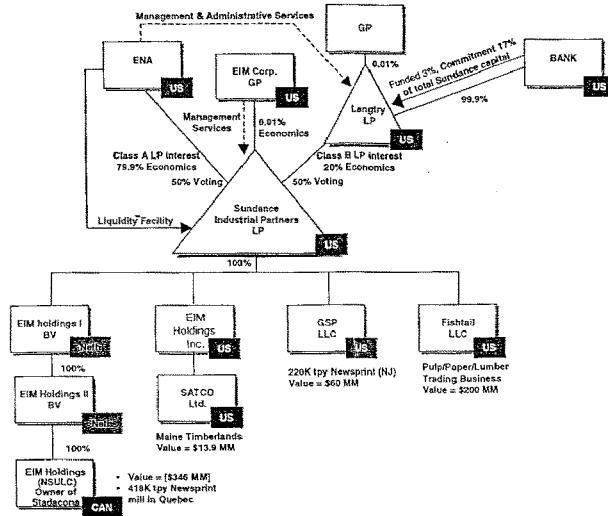 Management & Administrative Services
GP
ENA
US
EIM Corp.
GP
US
0.01%
Funded 3%, Commitment 17%
of total Sundance capital
BANK
US
99.9%
Langtry
LP
US
Management
Services
0.01%
Economics
Class A LP Interest
79.9% Economics
50% Voting
Class B LP Interest
20% Economics
50% Voting
Liquidity Facility
Sundance
Industrial Partners
LP
US
100%
EIM holdings I
BV
Neth
EIM
Holdings
Inc.
US
GSP
LLC
US
Fishtail
LLC
US
100%
220K tpy Newsprint (NJ)
Value = $60 MM
Pulp/Paper/Lumber
Trading Business
Value = $200 MM
EIM Holdings II
BV
Neth
SATCO
Ltd.
US
Maine Timberlands
Value = $13.9 MM
100%
EIM Holdings
(NSULC)
Owner of
Stadacona
CAN
• Value = [$346 MM]
• 418K tpy Newsprint
mill in Quebec